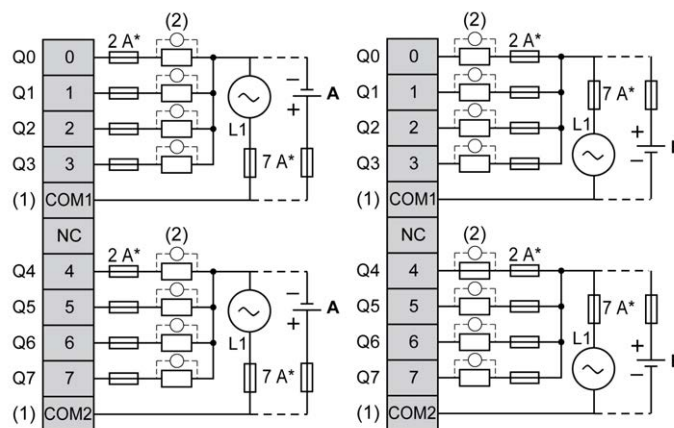 (2)
Q0 0 2 A*
Q1 1
Q2 2
Q3 3
(1) COM1
NC
L1
7 A*
− + A
(2)
Q4 4 2 A*
Q5 5
Q6 6
Q7 7
(1) COM2
L1
7 A*
− + A
(2)
Q0 0 2 A*
Q1 1
Q2 2
Q3 3
(1) COM1
NC
7 A*
L1
+ −
(2)
Q4 4 2 A*
Q5 5
Q6 6
Q7 7
(1) COM2
7 A*
L1
+ −